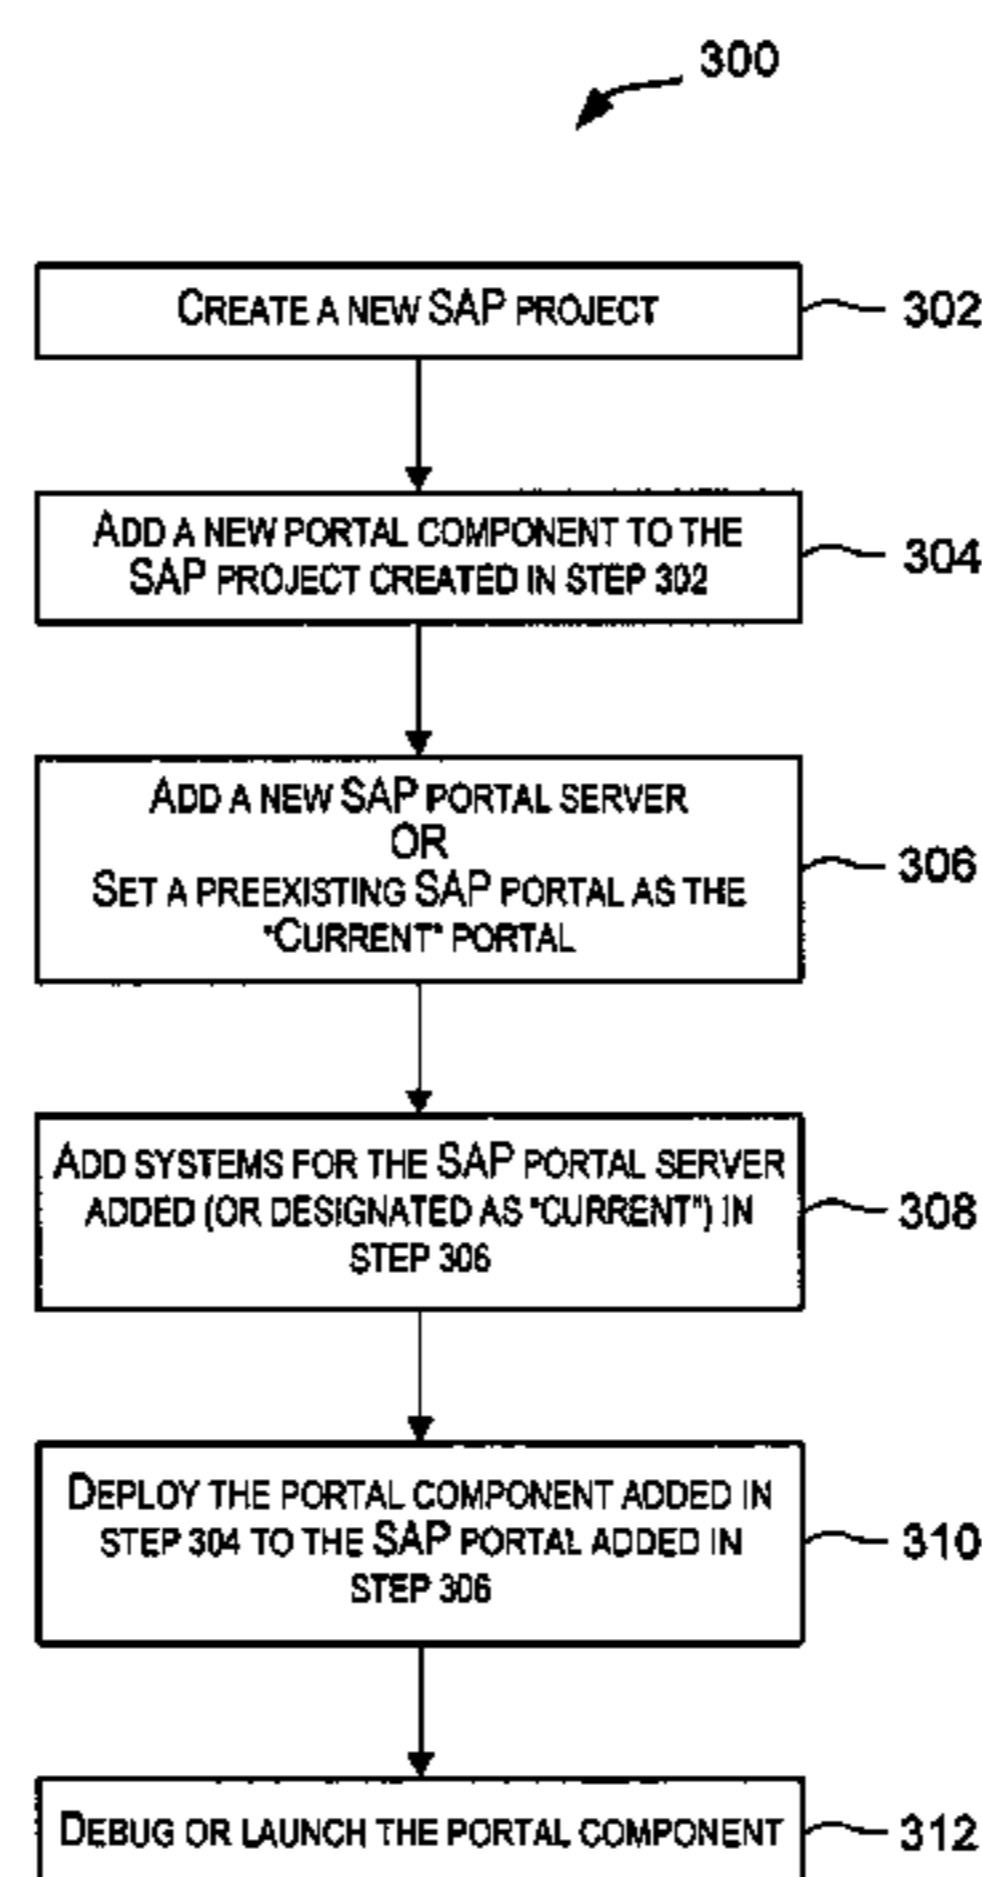 300
CREATE A NEW SAP PROJECT
302
ADD A NEW PORTAL COMPONENT TO THE
SAP PROJECT CREATED IN STEP 302
304
ADD A NEW SAP PORTAL SERVER
OR
SET A PREEXISTING SAP PORTAL AS THE
"CURRENT" PORTAL
306
ADD SYSTEMS FOR THE SAP PORTAL SERVER
ADDED (OR DESIGNATED AS "CURRENT") IN
STEP 306
308
DEPLOY THE PORTAL COMPONENT ADDED IN
STEP 304 TO THE SAP PORTAL ADDED IN
STEP 306
310
DEBUG OR LAUNCH THE PORTAL COMPONENT
312